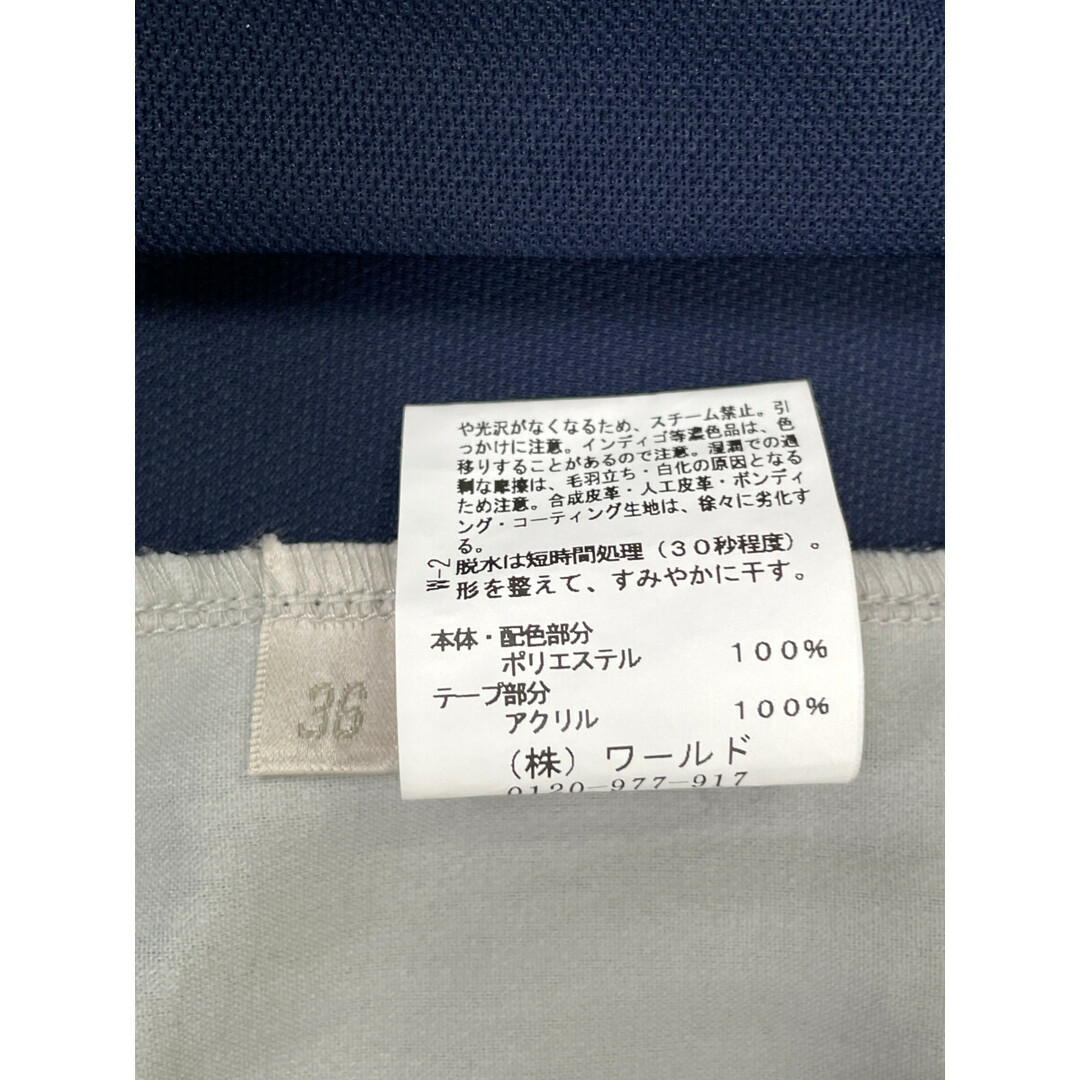 や光沢がなくなるため、スチーム禁止。引
っかけに注意。インディゴ等濃色品は、色
移りすることがあるので注意。湿潤での過
剰な摩擦は、毛羽立ち・白化の原因となる
ため注意。合成皮革・人工皮革・ボンディ
ング・コーティング生地は、徐々に劣化す
る。
W-2
脱水は短時間処理（３０秒程度）。
形を整えて、すみやかに干す。
本体・配色部分
ポリエステル　１００％
テープ部分
アクリル　１００％
（株）ワールド
0120-977-917
36